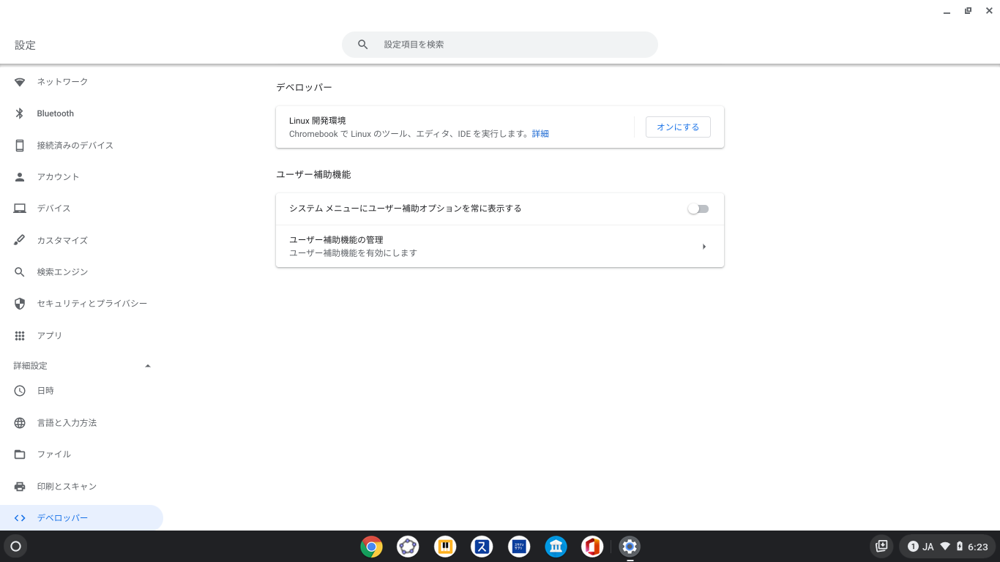 設定
設定項目を検索
ネットワーク
Bluetooth
接続済みのデバイス
アカウント
デバイス
カスタマイズ
検索エンジン
セキュリティとプライバシー
アプリ
詳細設定
日時
言語と入力方法
ファイル
印刷とスキャン
デベロッパー
デベロッパー
Linux 開発環境
Chromebook で Linux のツール、エディタ、IDE を実行します。詳細
オンにする
ユーザー補助機能
システム メニューにユーザー補助オプションを常に表示する
ユーザー補助機能の管理
ユーザー補助機能を有効にします
ス
スタディ
サプリ
1 JA 6:23